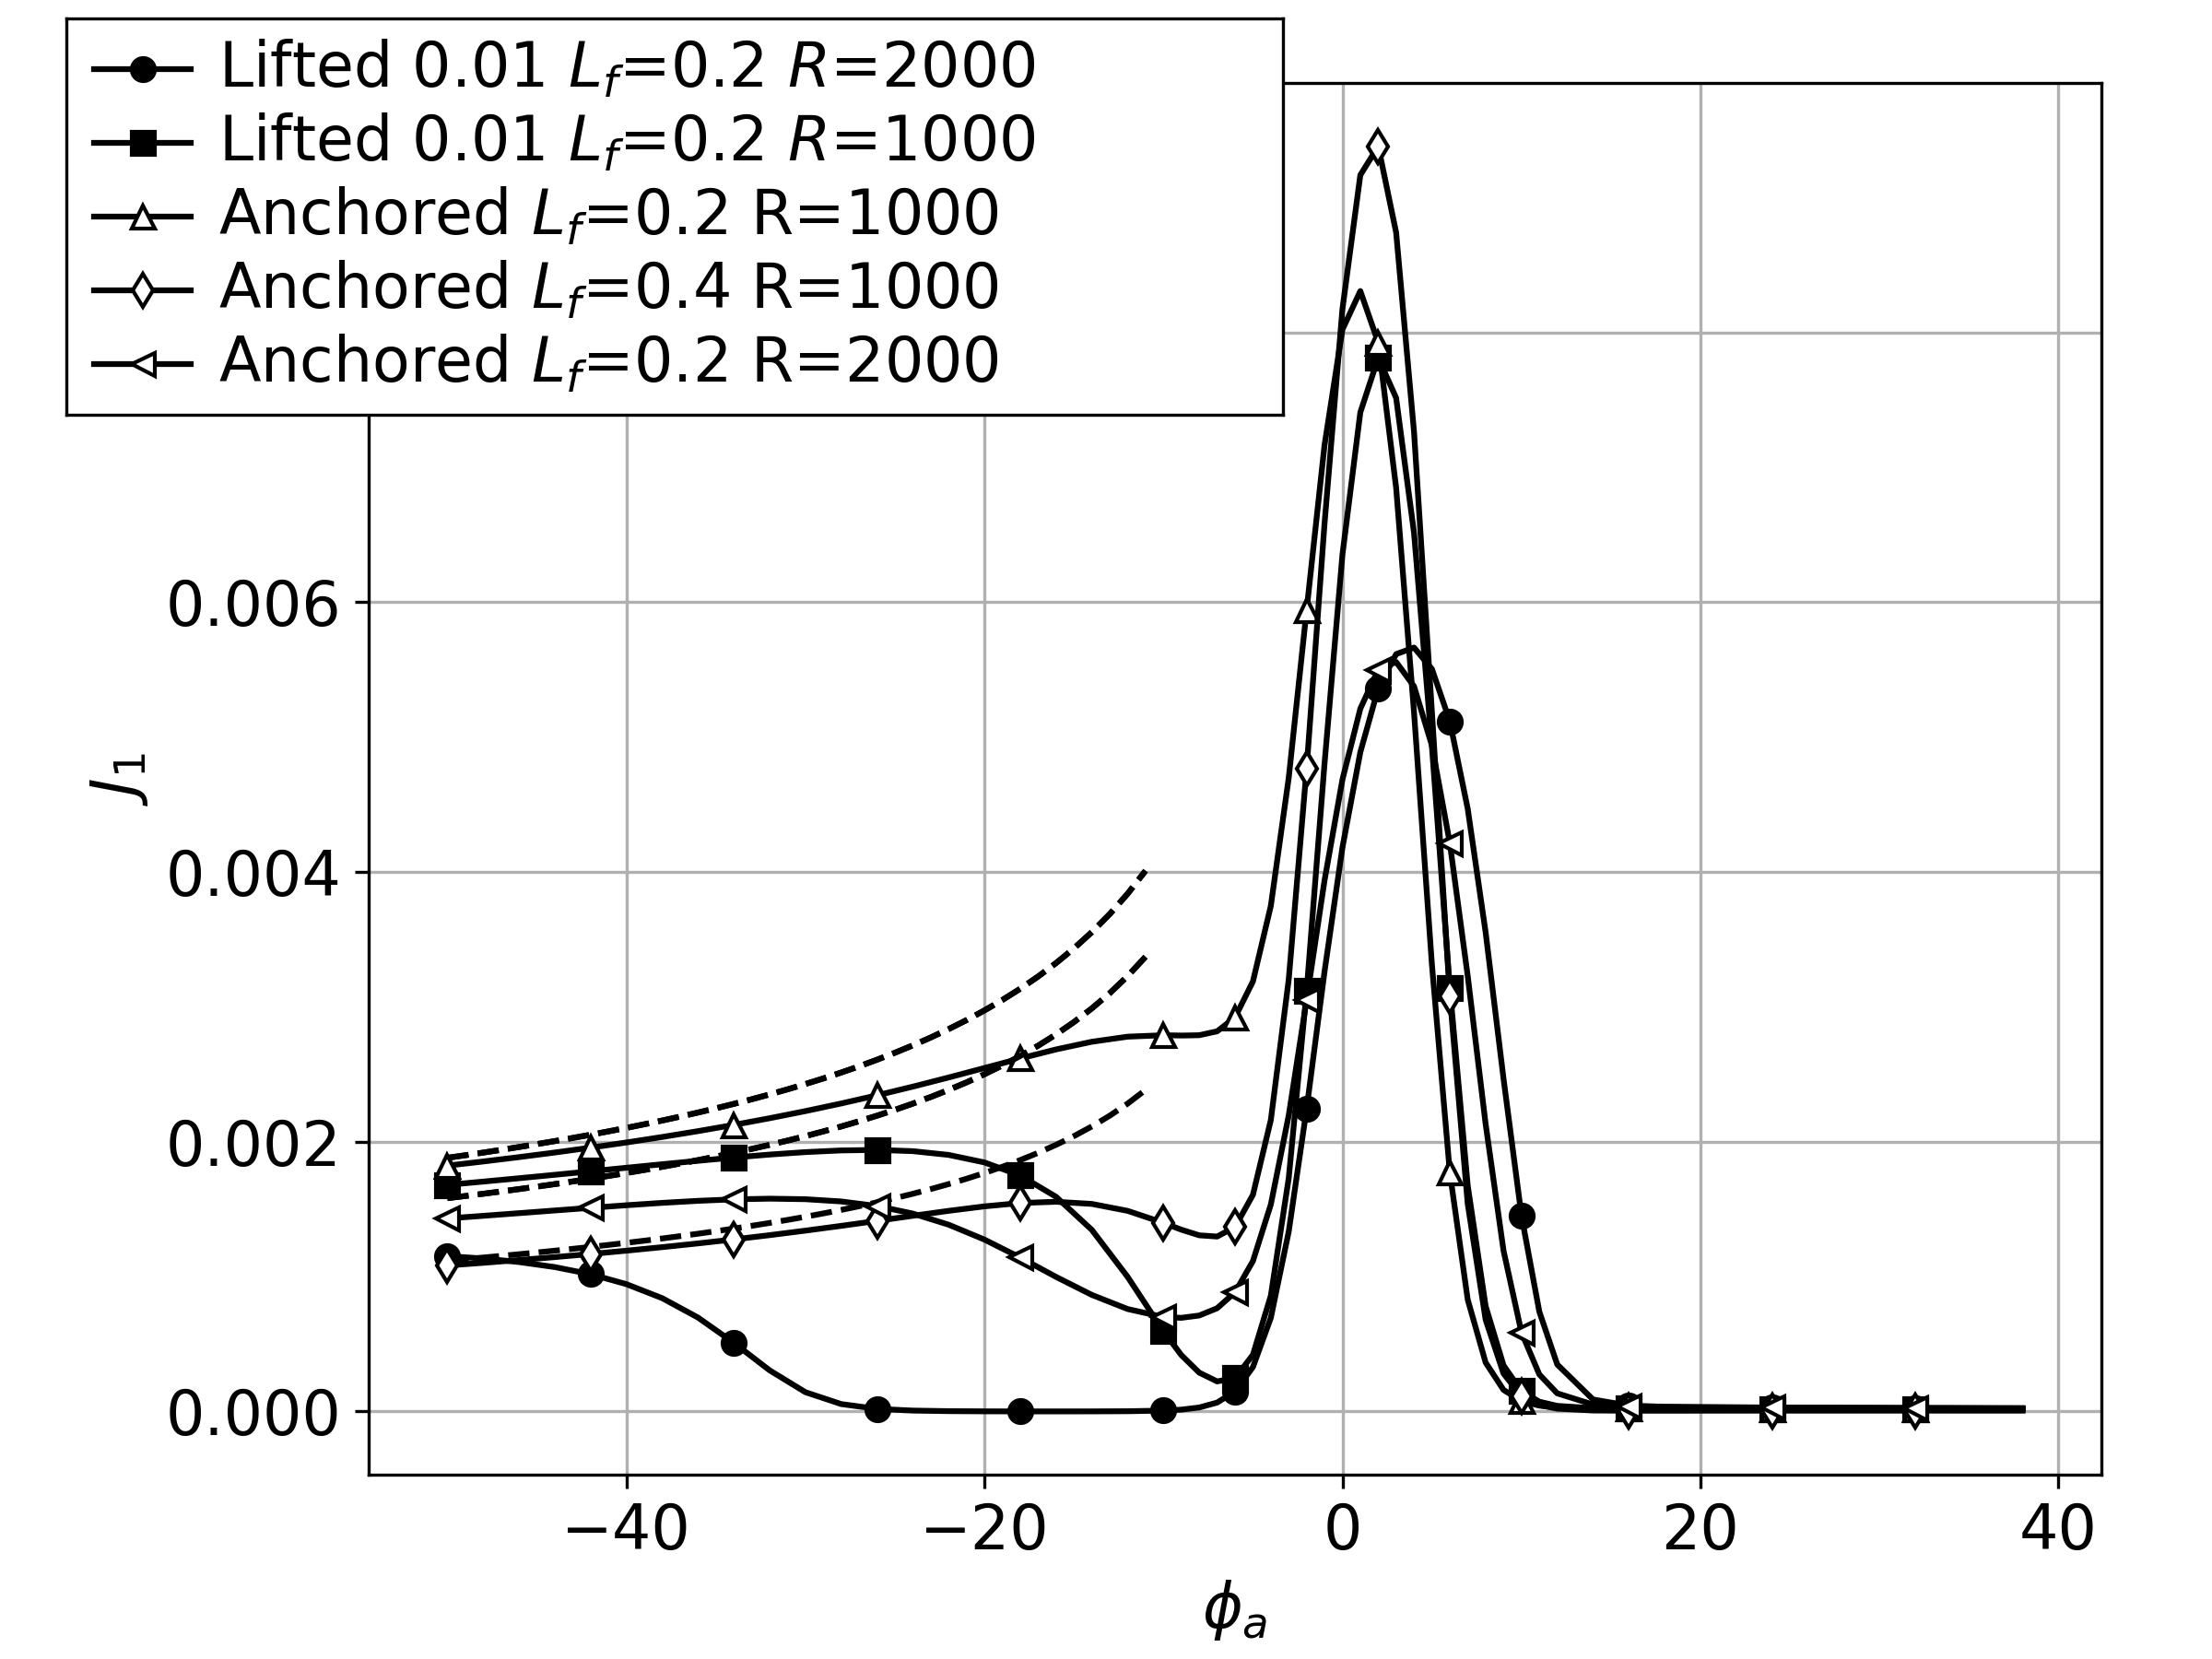 Lifted 0.01 L_f=0.2 R=2000
Lifted 0.01 L_f=0.2 R=1000
Anchored L_f=0.2 R=1000
Anchored L_f=0.4 R=1000
Anchored L_f=0.2 R=2000
0.006
0.004
0.002
0.000
J_1
−40 −20 0 20 40
ϕ_a